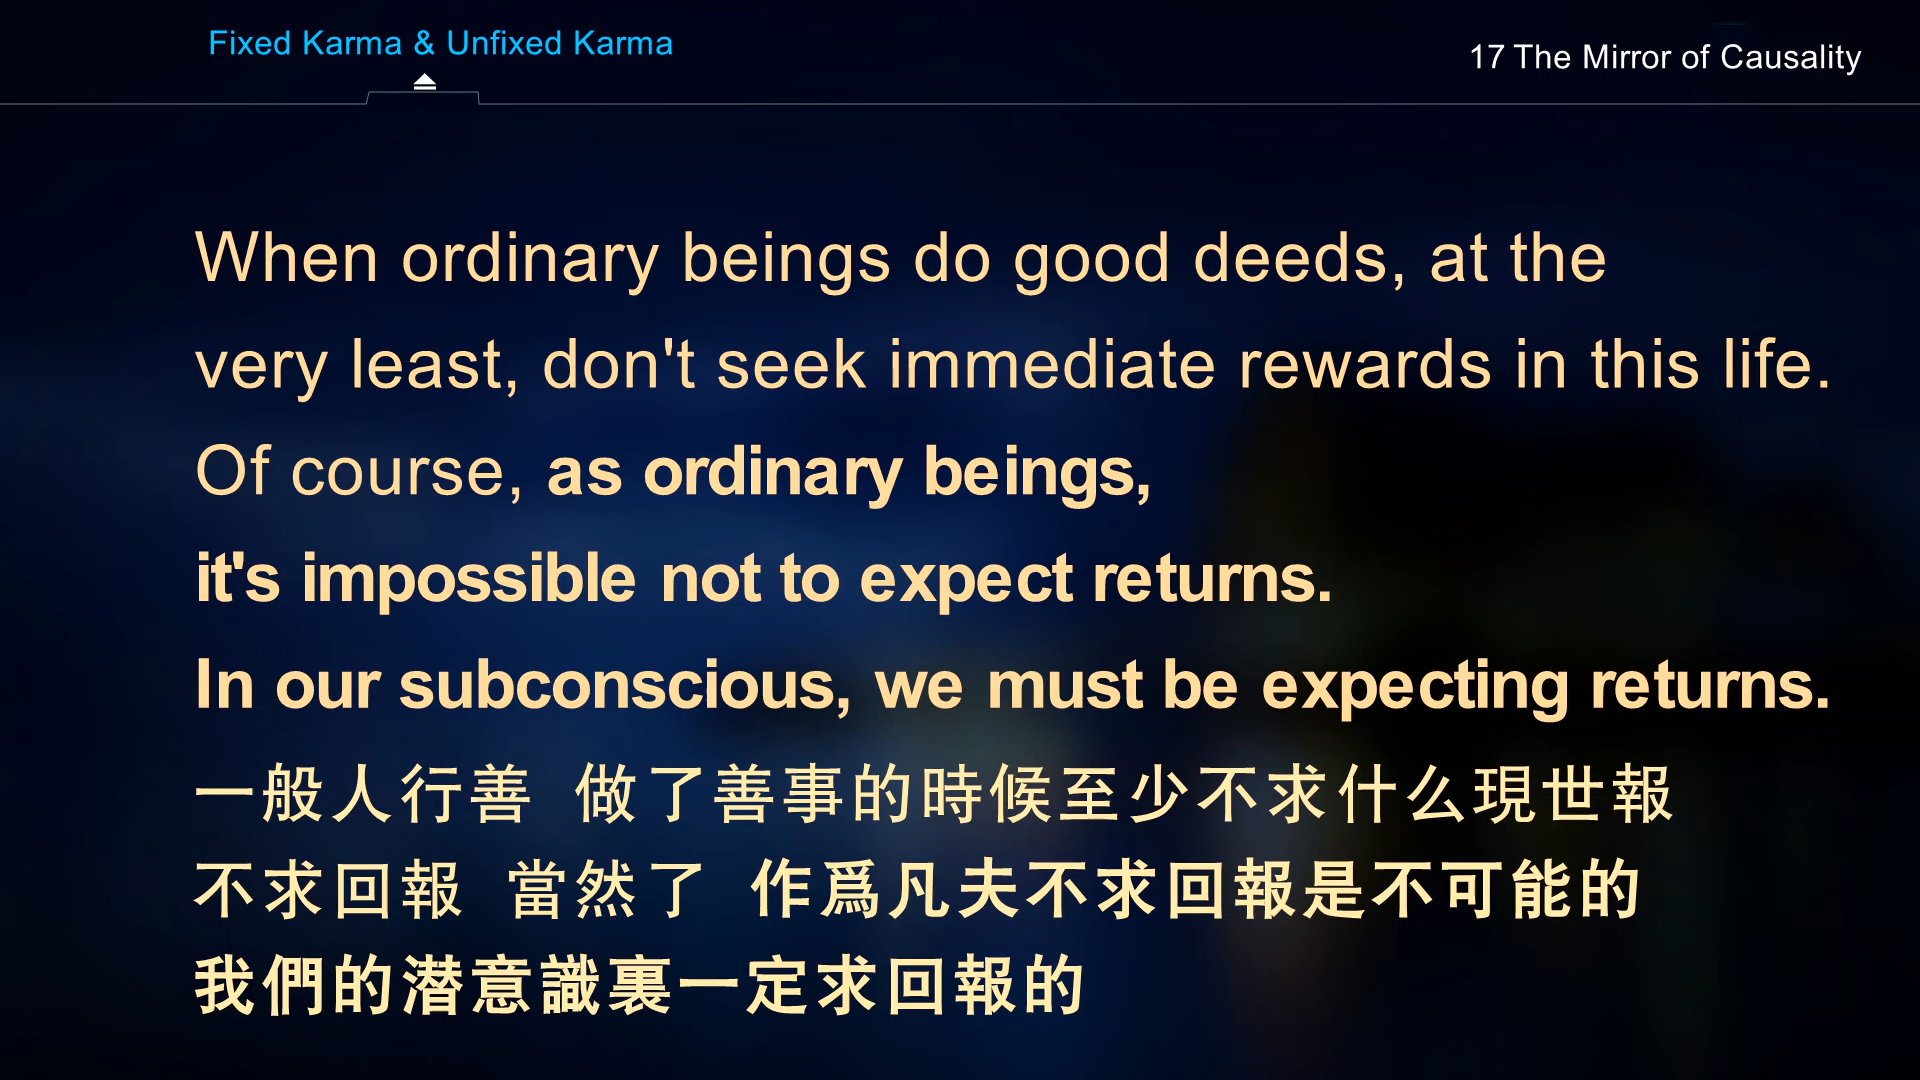 Fixed Karma & Unfixed Karma
17 The Mirror of Causality
When ordinary beings do good deeds, at the
very least, don't seek immediate rewards in this life.
Of course, as ordinary beings,
it's impossible not to expect returns.
In our subconscious, we must be expecting returns.
一般人行善 做了善事的時候至少不求什么現世報
不求回報 當然了 作爲凡夫不求回報是不可能的
我們的潜意識裏一定求回報的